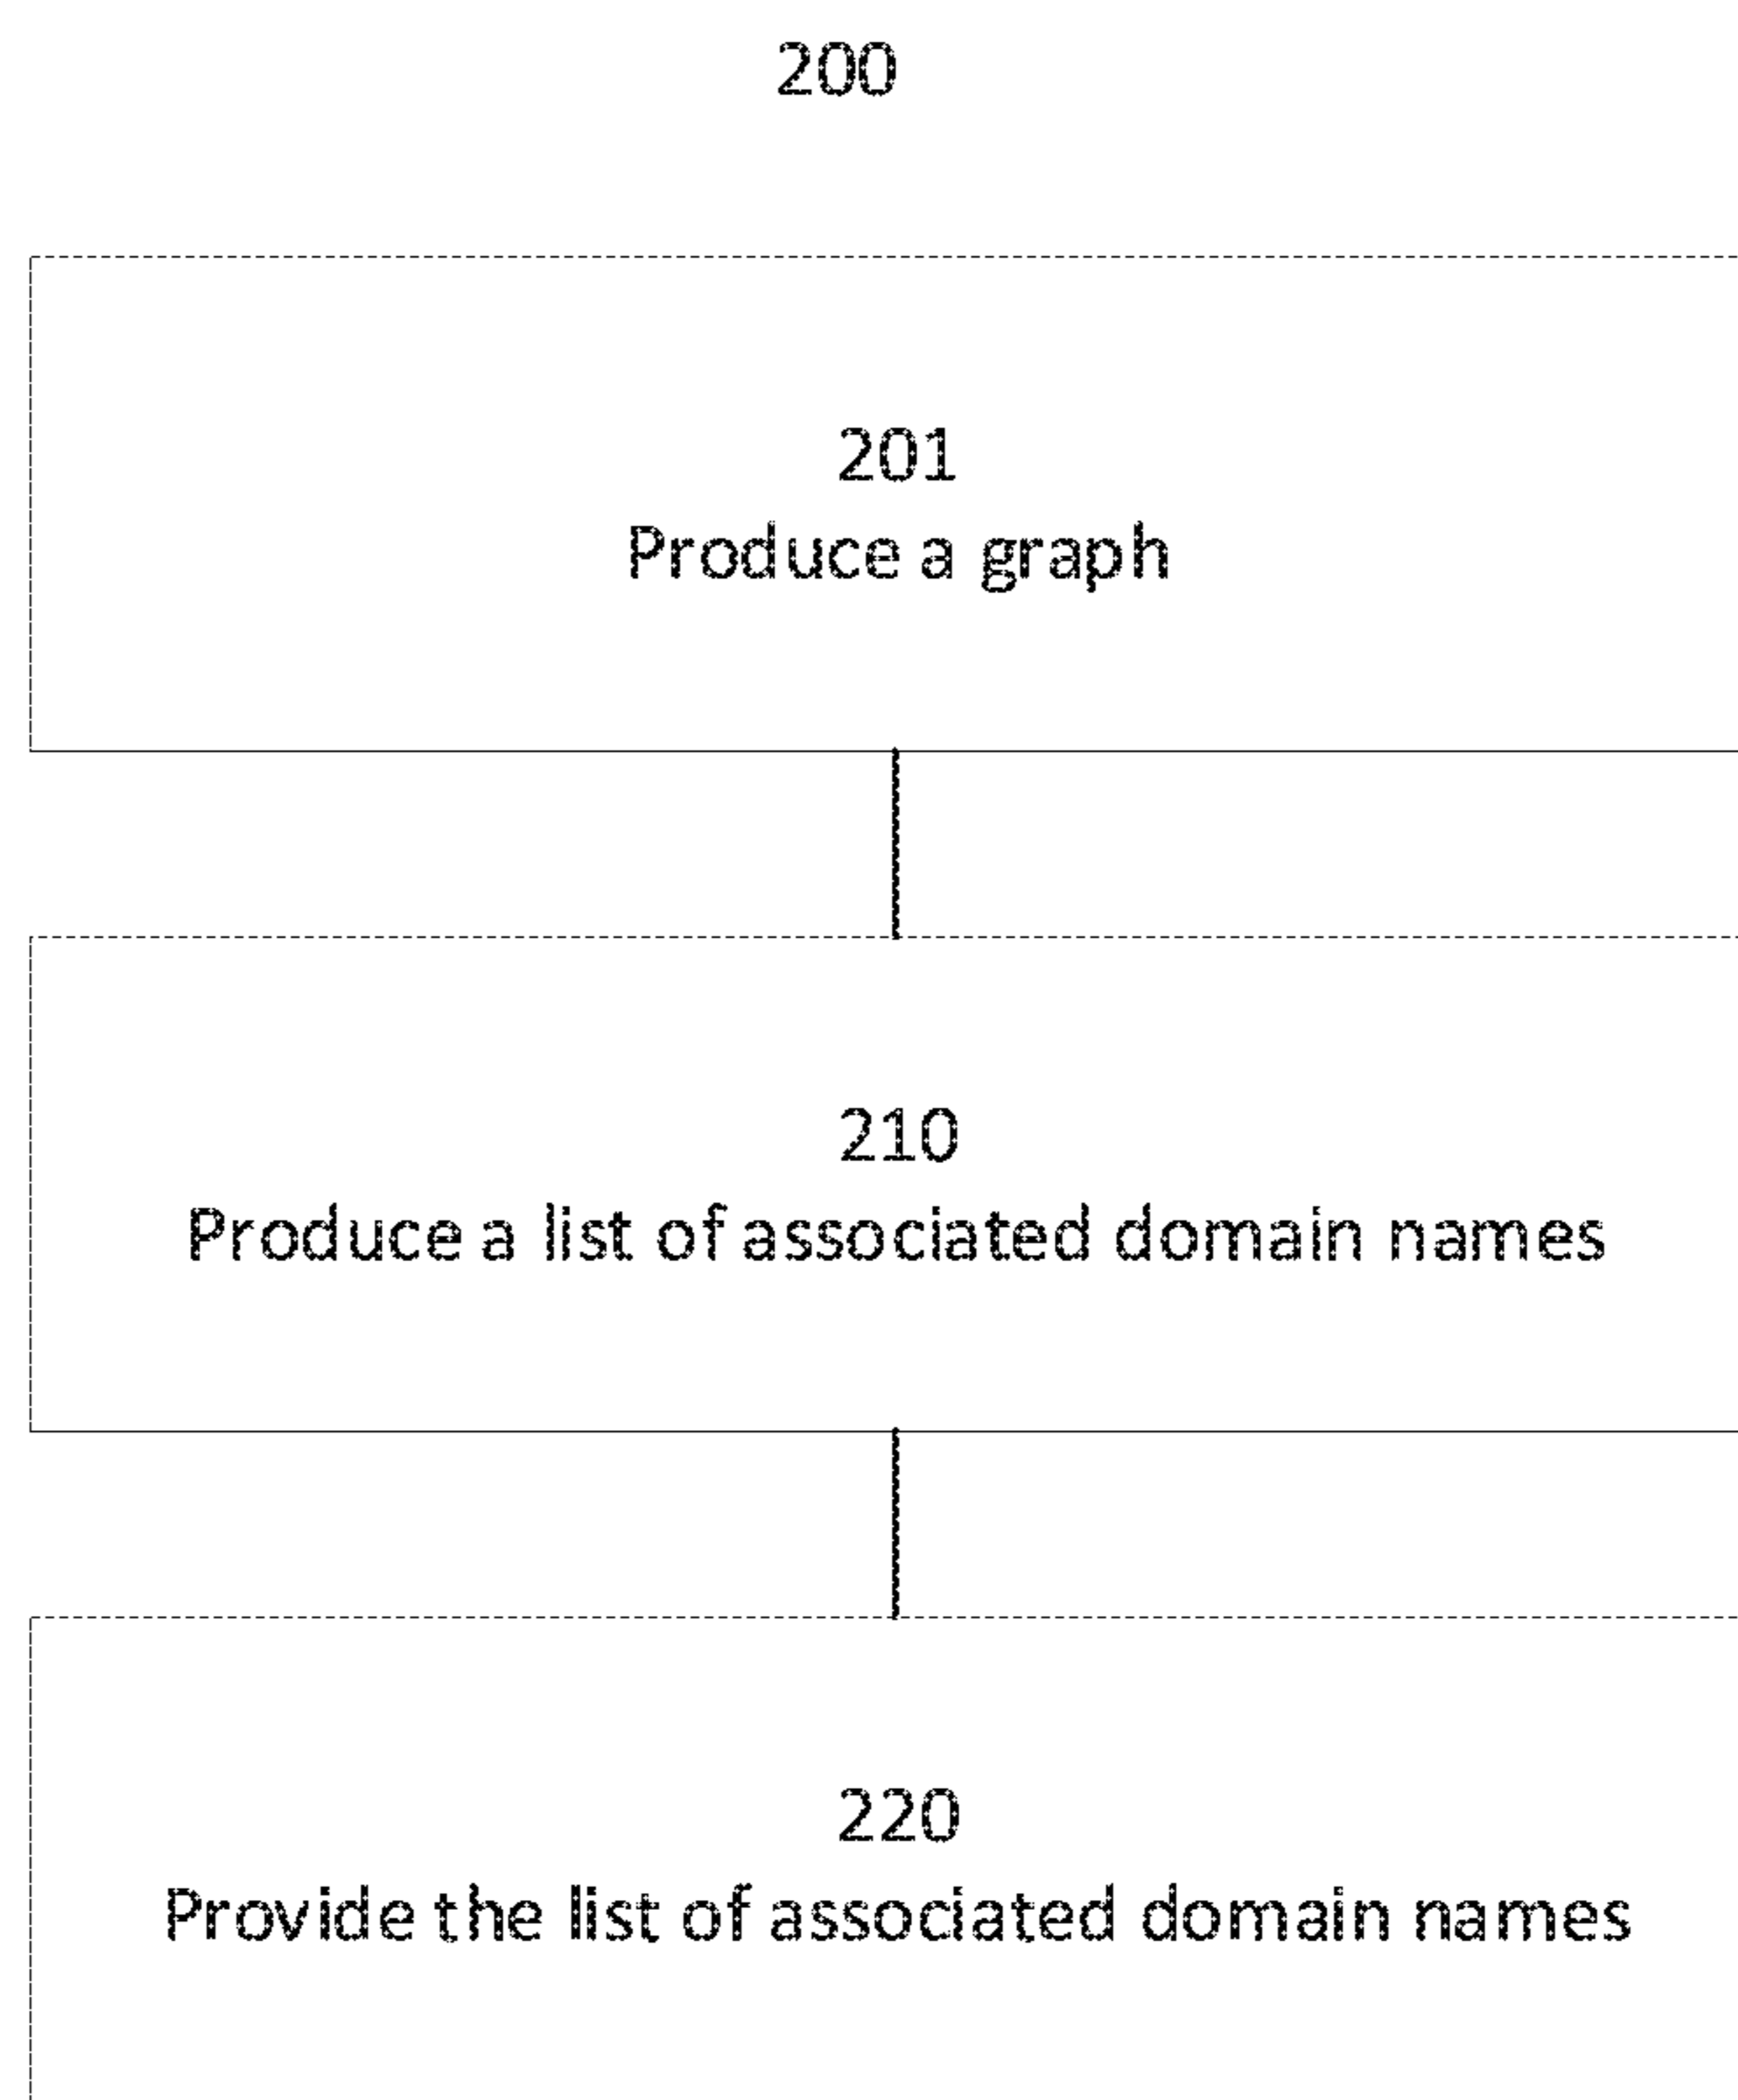 200
201
Produce a graph
210
Produce a list of associated domain names
220
Provide the list of associated domain names